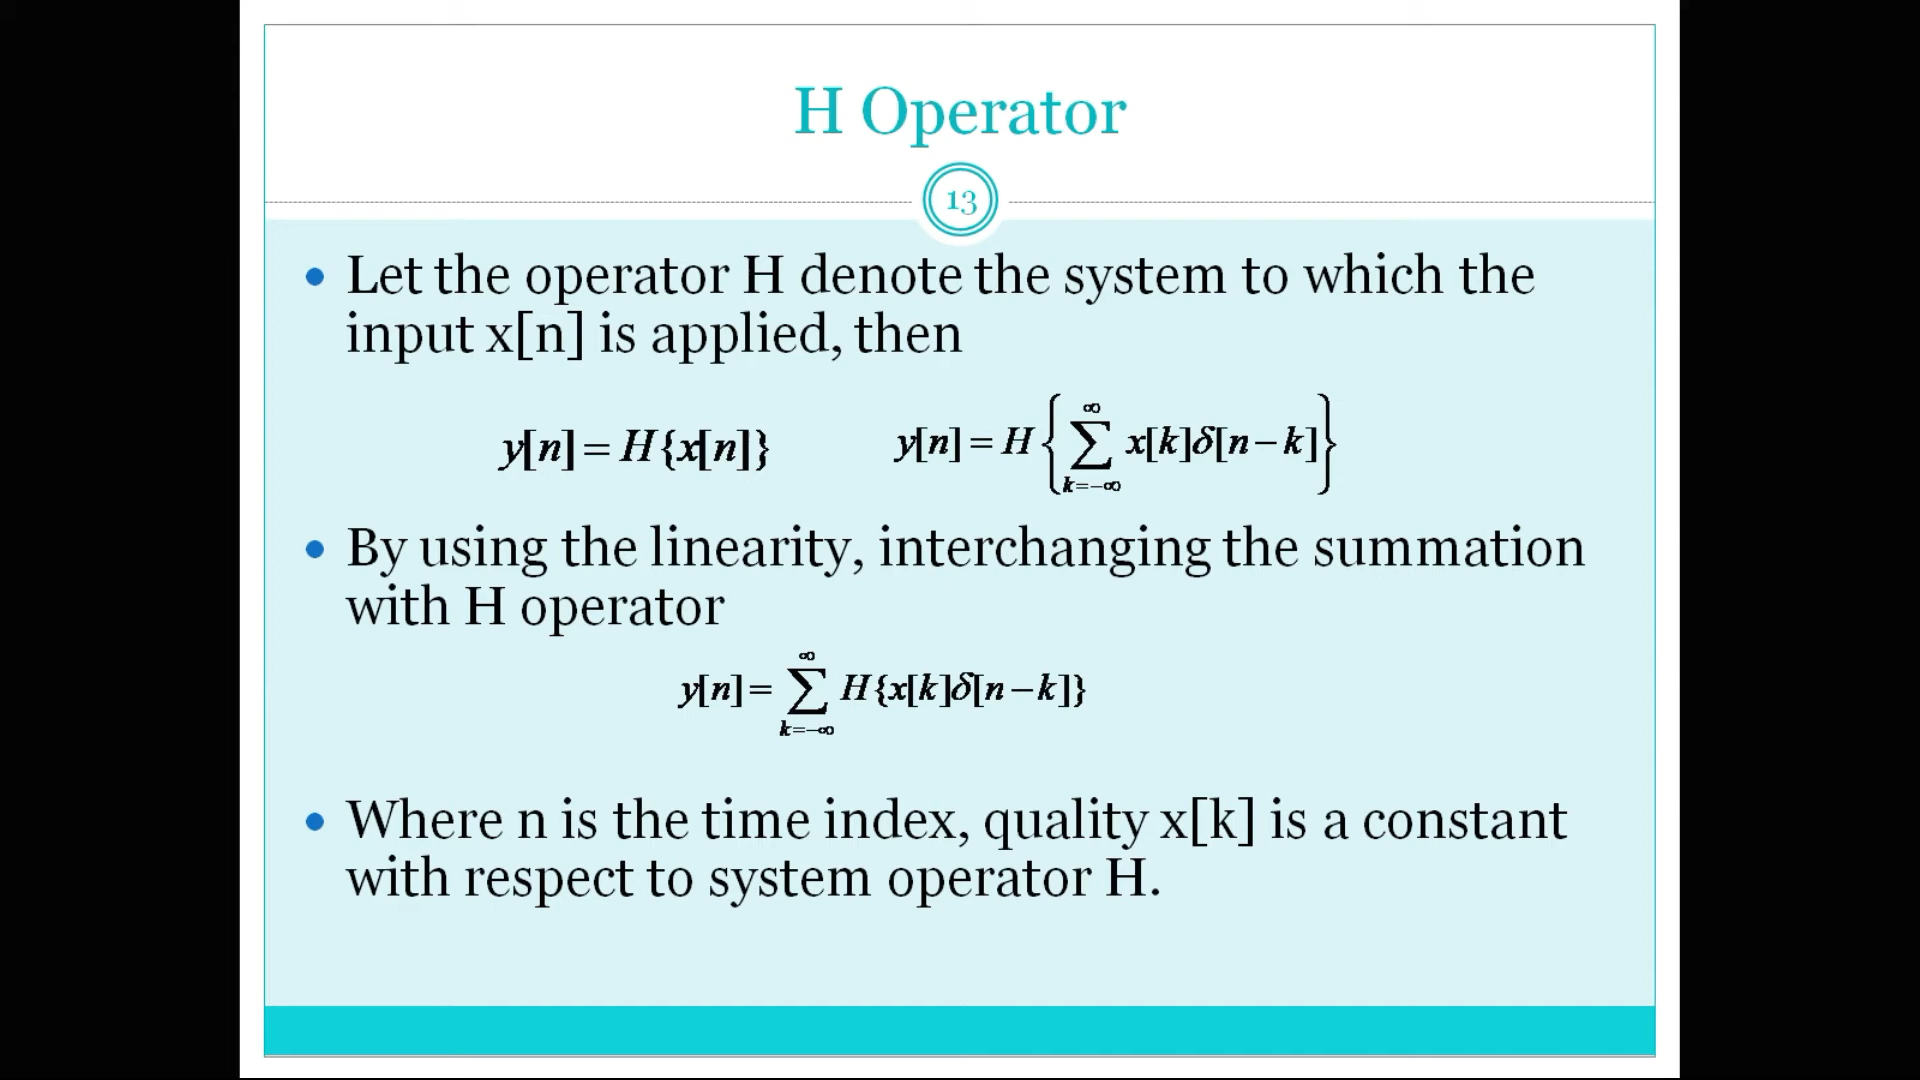 H Operator
13
• Let the operator H denote the system to which the
input x[n] is applied, then
y[n] = H{x[n]}   y[n] = H{∑_{k=-∞}^{∞} x[k]δ[n-k]}
• By using the linearity, interchanging the summation
with H operator
y[n] = ∑_{k=-∞}^{∞} H{x[k]δ[n-k]}
• Where n is the time index, quality x[k] is a constant
with respect to system operator H.